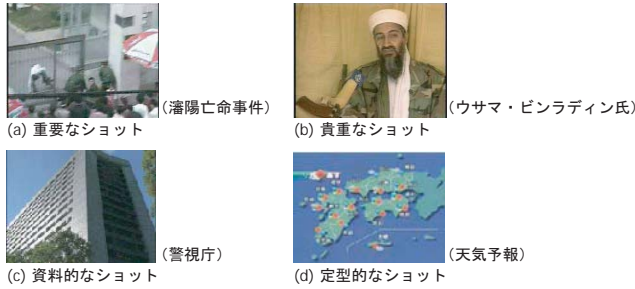 (瀋陽亡命事件)
(ウサマ・ビンラディン氏)
(a) 重要なショット
(b) 貴重なショット
(警視庁)
(天気予報)
(c) 資料的なショット
(d) 定型的なショット